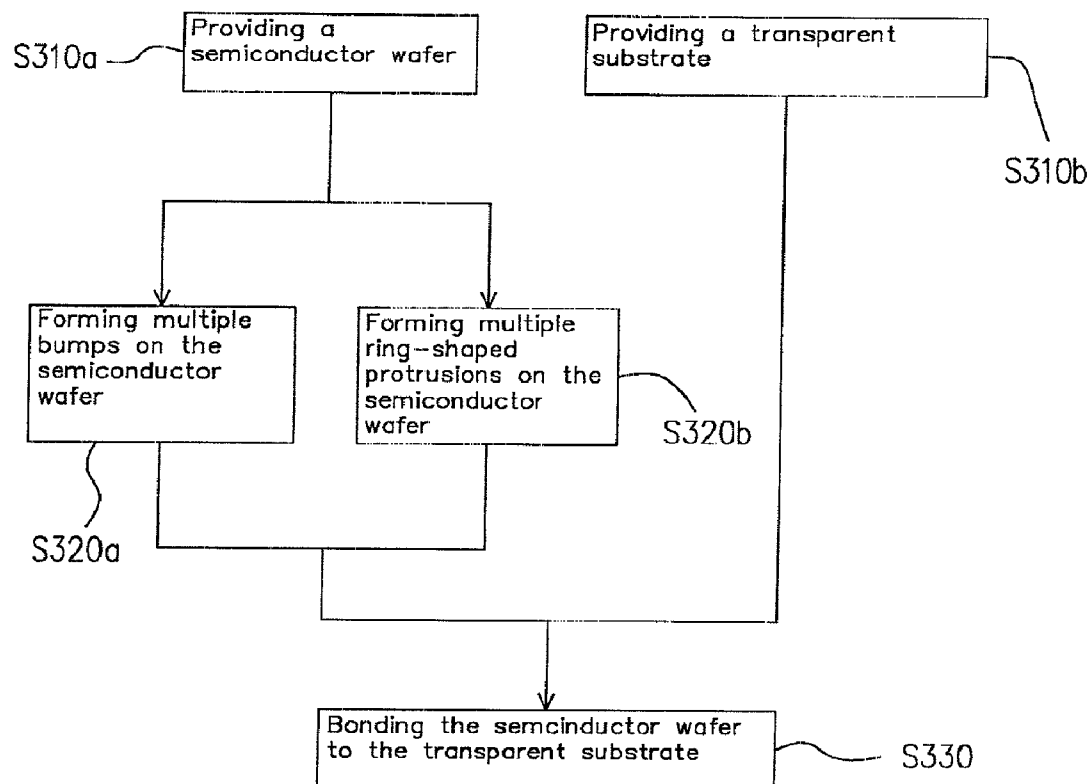 Providing a
semiconductor wafer
S310a
Providing a transparent
substrate
S310b
Forming multiple
bumps on the
semiconductor
wafer
S320a
Forming multiple
ring-shaped
protrusions on the
semiconductor
wafer
S320b
Bonding the semcinductor wafer
to the transparent substrate
S330